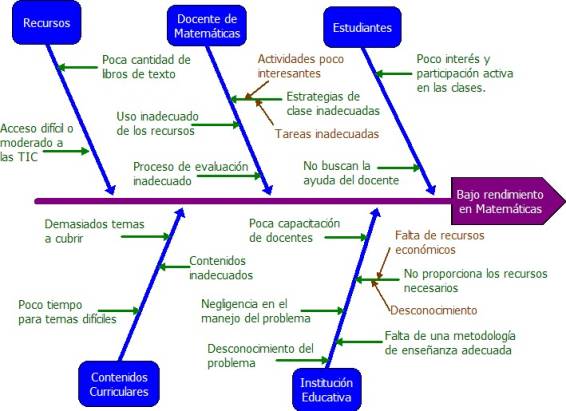 Recursos
Docente de
Matemáticas
Estudiantes
Poca cantidad de
libros de texto
Actividades poco
interesantes
Poco interés y
participación activa
en las clases.
Estrategias de
clase inadecuadas
Uso inadecuado
de los recursos
Tareas inadecuadas
Acceso difícil o
moderado a
las TIC
Proceso de evaluación
inadecuado
No buscan la
ayuda del docente
Bajo rendimiento
en Matemáticas
Demasiados temas
a cubrir
Poca capacitación
de docentes
Falta de recursos
económicos
Contenidos
inadecuados
No proporciona los recursos
necesarios
Poco tiempo
para temas difíciles
Negligencia en el
manejo del problema
Desconocimiento
Falta de una metodología
de enseñanza adecuada
Desconocimiento del
problema
Contenidos
Curriculares
Institución
Educativa